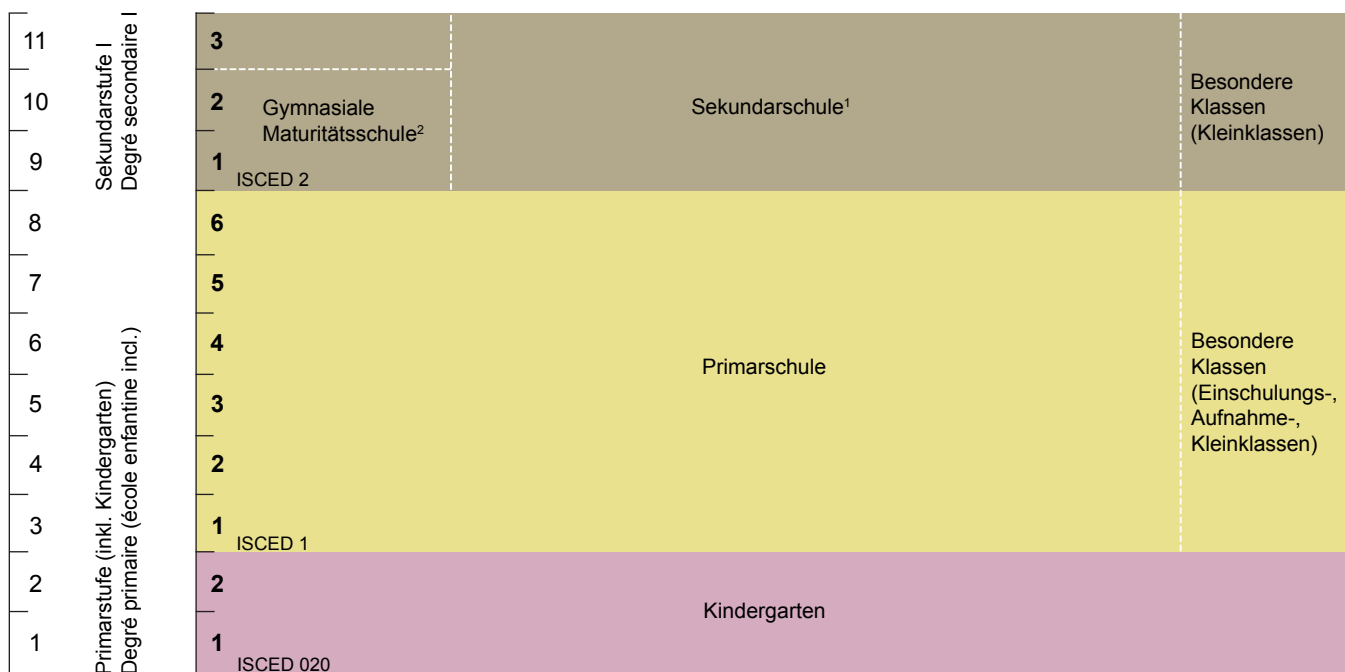 11
10
9
8
7
6
5
4
3
2
1
Sekundarstufe I
Degré secondaire I
Primarstufe (inkl. Kindergarten)
Degré primaire (école enfantine incl.)
3
2
1
ISCED 2
Gymnasiale
Maturitätsschule²
Sekundarschule¹
Besondere
Klassen
(Kleinklassen)
6
5
4
3
2
1
ISCED 1
Primarschule
Besondere
Klassen
(Einschulungs-,
Aufnahme-,
Kleinklassen)
2
1
ISCED 020
Kindergarten